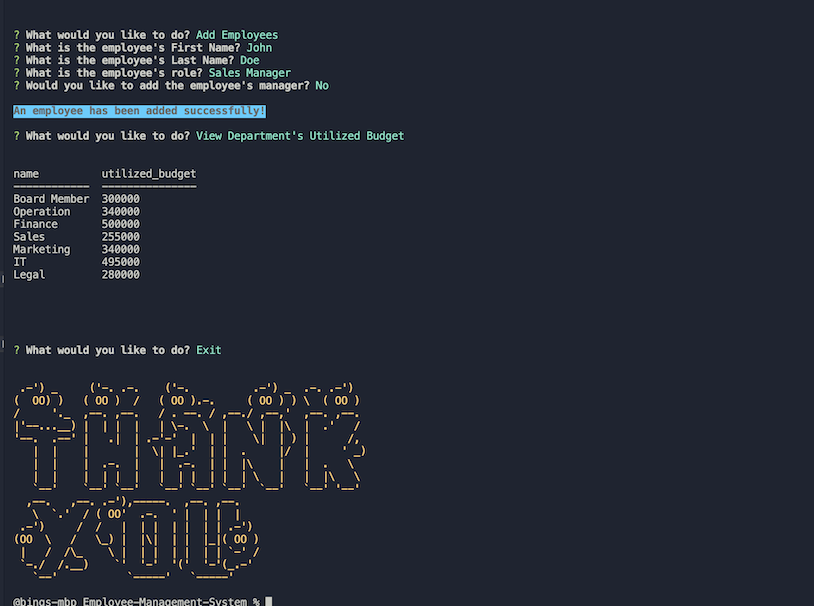 ? What would you like to do? Add Employees
? What is the employee's First Name? John
? What is the employee's Last Name? Doe
? What is the employee's role? Sales Manager
? Would you like to add the employee's manager? No
An employee has been added successfully!
? What would you like to do? View Department's Utilized Budget
name utilized_budget
Board Member 300000
Operation 340000
Finance 500000
Sales 255000
Marketing 340000
IT 495000
Legal 280000
? What would you like to do? Exit
THANK
YOU
@bings-mbp Employee-Management-System %